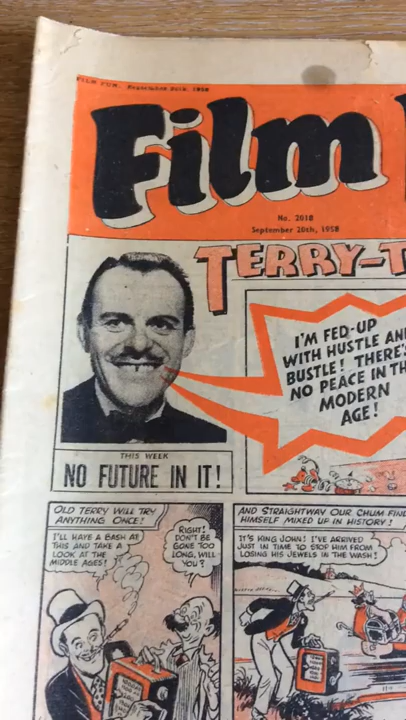 FILM FUN. September 20th. 1958
Film
No. 2018
September 20th, 1958
TERRY-T
I'M FED-UP
WITH HUSTLE AND
BUSTLE! THERE'S
NO PEACE IN TH
MODERN
AGE!
THIS WEEK
NO FUTURE IN IT!
OLD TERRY WILL TRY
ANYTHING ONCE!
I'LL HAVE A BASH AT
THIS AND TAKE A
LOOK AT THE
MIDDLE AGES!
RIGHT!
DON'T BE
GONE TOO
LONG, WILL
YOU?
AND STRAIGHTWAY OUR CHUM FIND
HIMSELF MIXED UP IN HISTORY!
IT'S KING JOHN! I'VE ARRIVED
JUST IN TIME TO STOP HIM FROM
LOSING HIS JEWELS IN THE WASH!